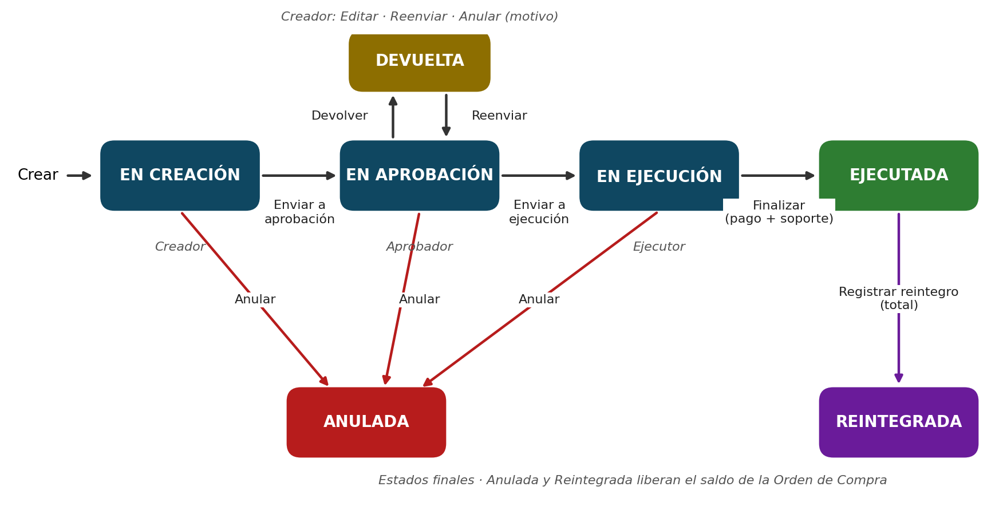 Creador: Editar · Reenviar · Anular (motivo)
DEVUELTA
Devolver
Reenviar
Crear
EN CREACIÓN
EN APROBACIÓN
EN EJECUCIÓN
EJECUTADA
Enviar a
aprobación
Enviar a
ejecución
Finalizar
(pago + soporte)
Creador
Aprobador
Ejecutor
Anular
Anular
Anular
Registrar reintegro
(total)
ANULADA
REINTEGRADA
Estados finales · Anulada y Reintegrada liberan el saldo de la Orden de Compra